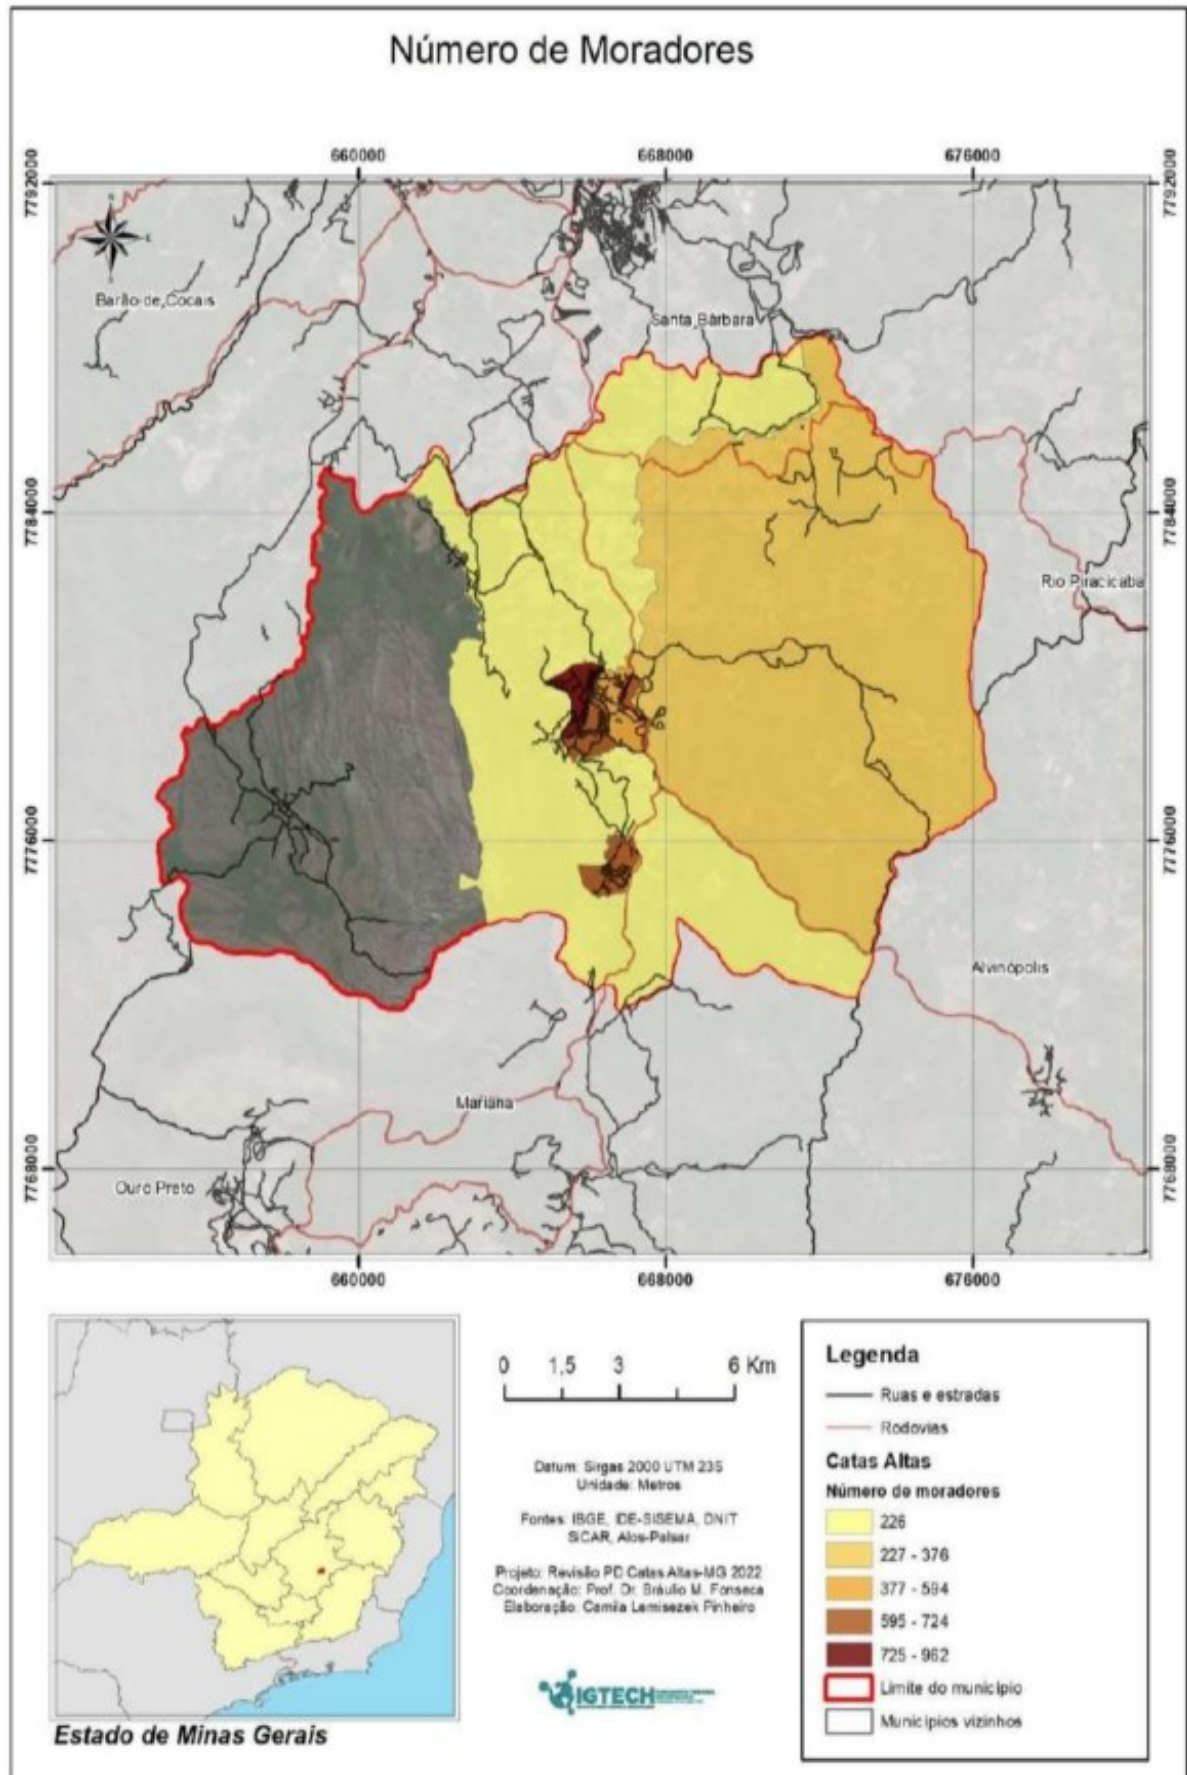 Número de Moradores
660000
668000
676000
7792000
7792000
Barão de Cocais
Santa Bárbara
7784000
7784000
Rio Piracicaba
7776000
7776000
Alvinópolis
Mariana
7768000
7768000
Ouro Preto
660000
668000
676000
0 1,5 3 6 Km
Datum: Sirgas 2000 UTM 23S
Unidade: Metros
Fontes: IBGE, IDE-SISEMA, DNIT
SICAR, Alos-Palsar
Projeto: Revisão PD Catas Altas-MG 2022
Coordenação: Prof. Dr. Bráulio M. Fonseca
Elaboração: Camila Lamisezek Pinheiro
IGTECH
Estado de Minas Gerais
Legenda
Ruas e estradas
Rodovias
Catas Altas
Número de moradores
226
227 - 376
377 - 594
595 - 724
725 - 962
Limite do município
Municípios vizinhos